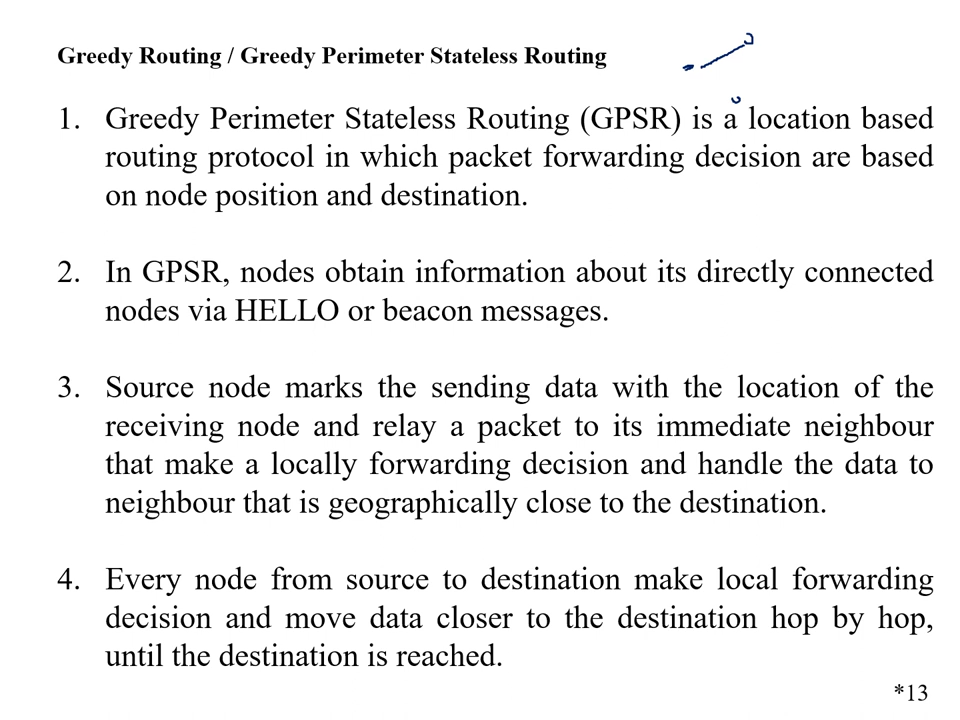 Greedy Routing / Greedy Perimeter Stateless Routing
1. Greedy Perimeter Stateless Routing (GPSR) is a location based
routing protocol in which packet forwarding decision are based
on node position and destination.
2. In GPSR, nodes obtain information about its directly connected
nodes via HELLO or beacon messages.
3. Source node marks the sending data with the location of the
receiving node and relay a packet to its immediate neighbour
that make a locally forwarding decision and handle the data to
neighbour that is geographically close to the destination.
4. Every node from source to destination make local forwarding
decision and move data closer to the destination hop by hop,
until the destination is reached.
*13